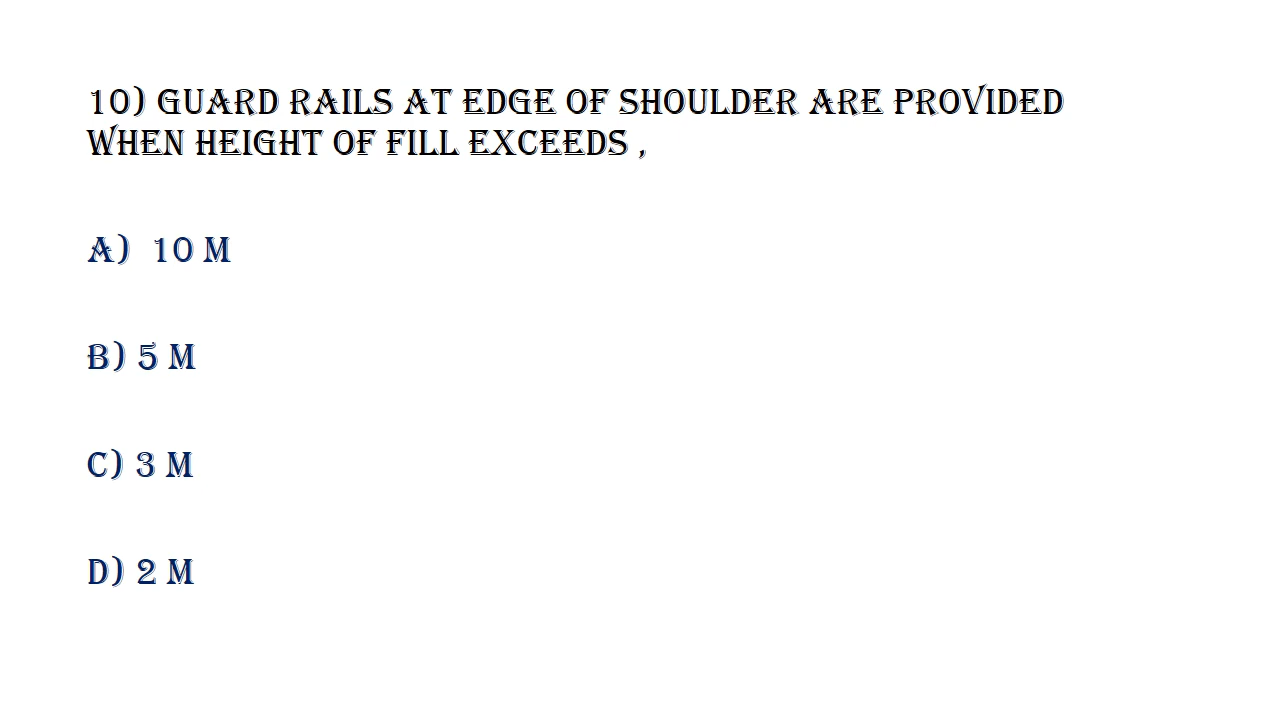 10) GUARD RAILS AT EDGE OF SHOULDER ARE PROVIDED
WHEN HEIGHT OF FILL EXCEEDS ,
A) 10 M
B) 5 M
C) 3 M
D) 2 M